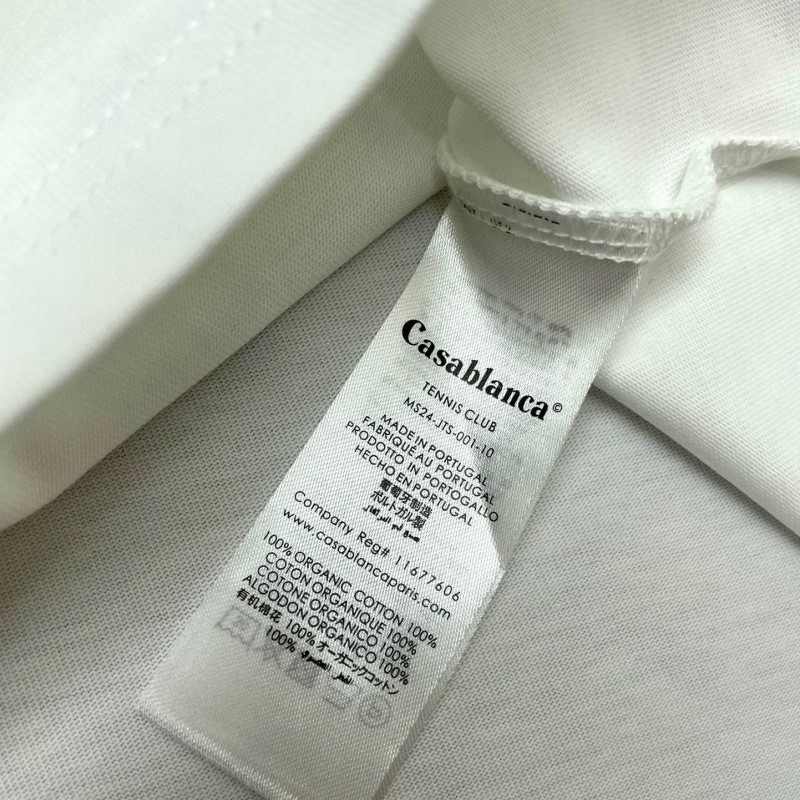 Casablanca©
TENNIS CLUB
MS24-JTS-001-10
MADE IN PORTUGAL
FABRIQUÉ AU PORTUGAL
PRODOTTO IN PORTOGALLO
HECHO EN PORTUGAL
葡萄牙制造
ポルトガル製
Company Reg# 11677606
www.casablancaparis.com
100% ORGANIC COTTON 100%
COTON ORGANIQUE 100%
COTONE ORGANICO 100%
ALGODON ORGANICO 100%
有机棉花 100% オーガニックコットン
100%